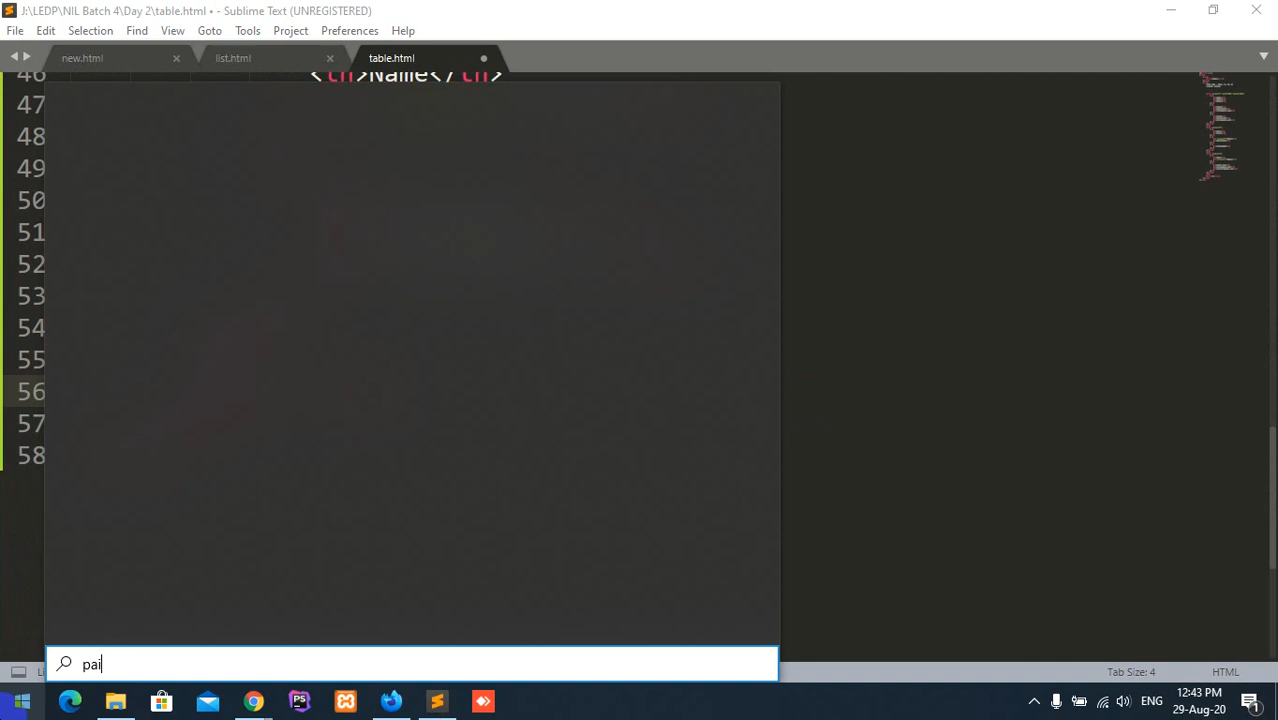 J:\LEDP\NIL Batch 4\Day 2\table.html • - Sublime Text (UNREGISTERED)
File Edit Selection Find View Goto Tools Project Preferences Help
new.html list.html table.html
46 <th>Name</th>
47
48
49
50
51
52
53
54
55
56
57
58
pai
Tab Size: 4 HTML
PS
ENG 12:43 PM
29-Aug-20 1